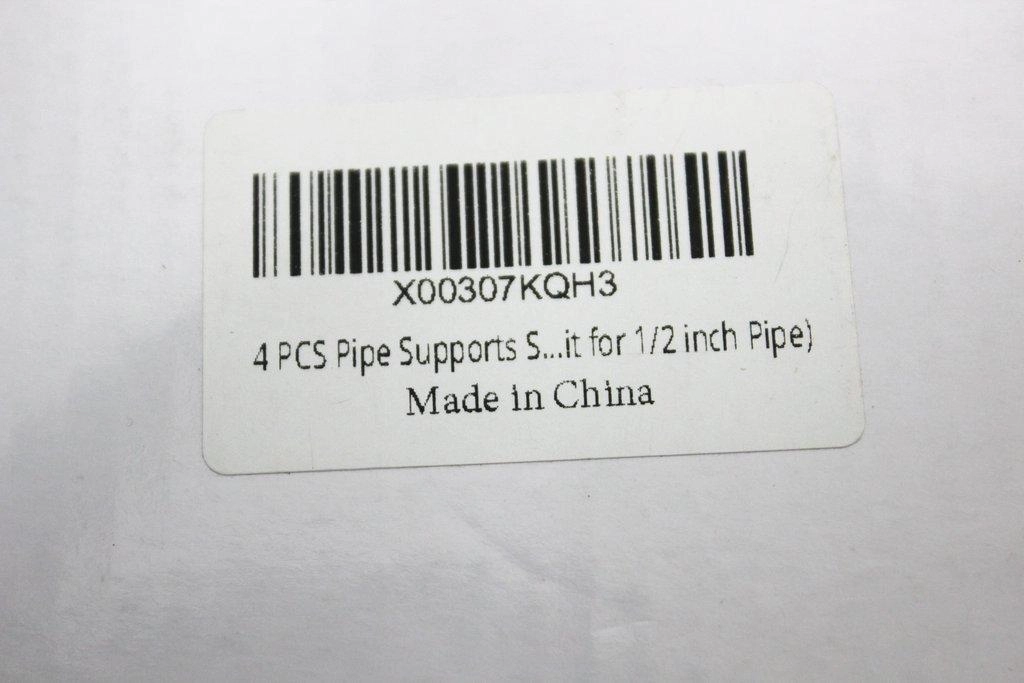 X00307KQH3
4 PCS Pipe Supports S...it for 1/2 inch Pipe)
Made in China